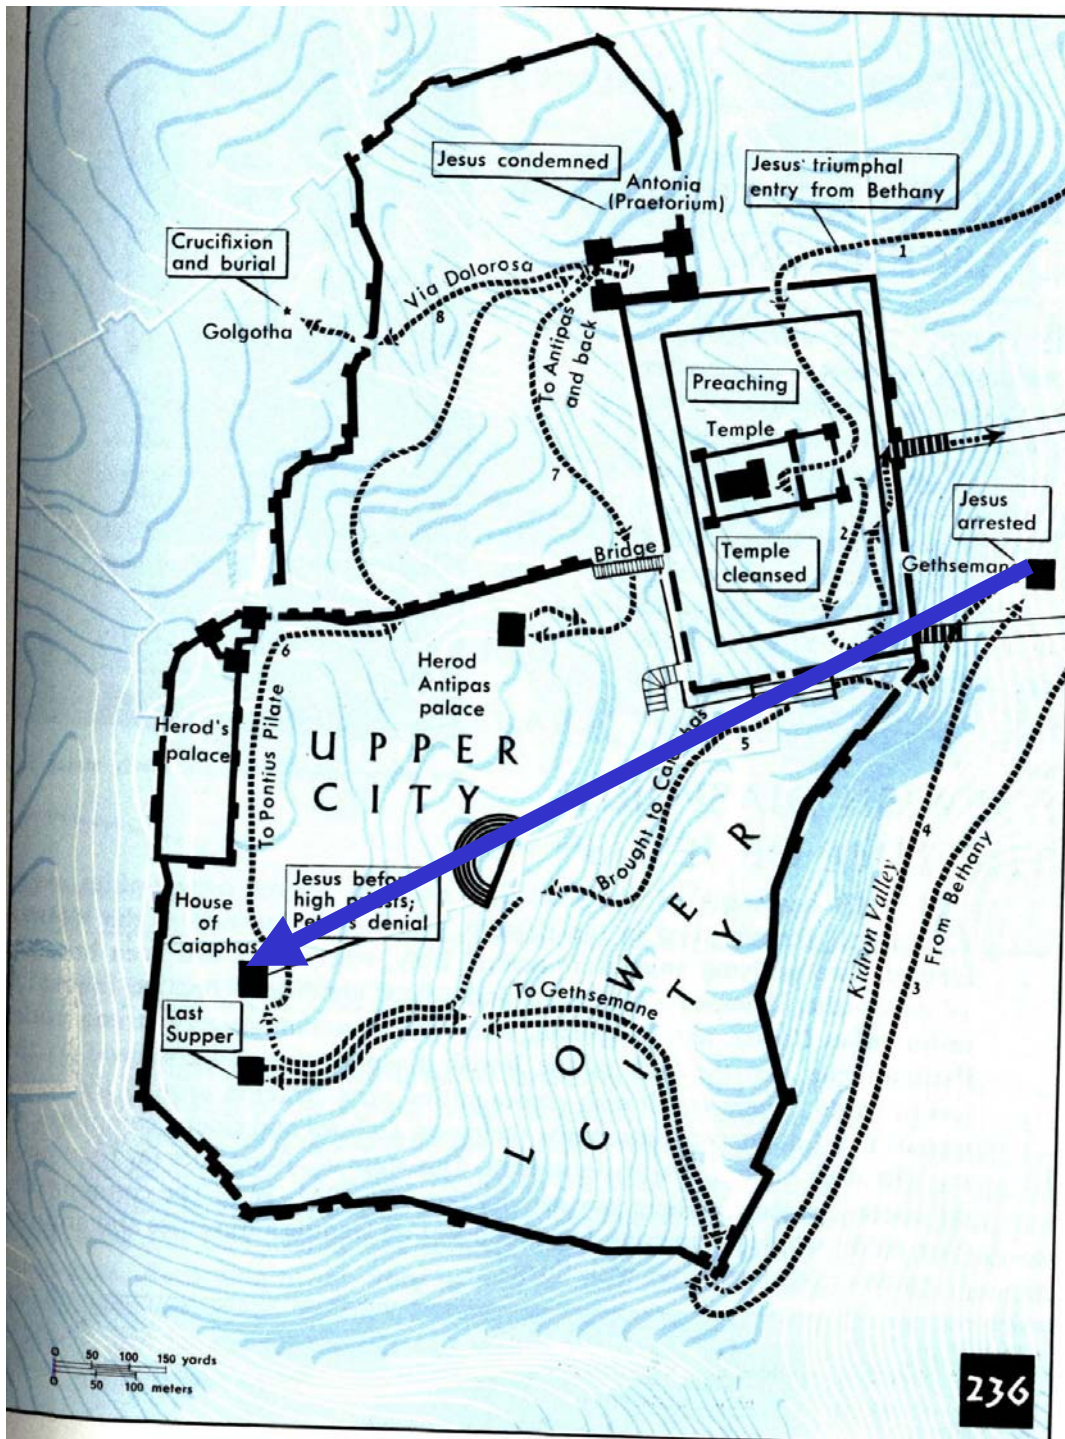 Jesus condemned
Antonia
(Praetorium)
Jesus' triumphal
entry from Bethany
1
Crucifixion
and burial
Via Dolorosa
8
Golgotha
To Antipas
and back
7
Preaching
Temple
2
Temple
cleansed
Jesus
arrested
Bridge
6
Herod
Antipas
palace
Herod's
palace
To Pontius Pilate
UPPER
CITY
5
Brought to
4
Kidron Valley
From Bethany
3
Jesus
high priests;
denial
House
of
Caiaphas
Last
Supper
To Gethsemane
LOWER
CITY
0 50 100 150 yards
0 50 100 meters
236